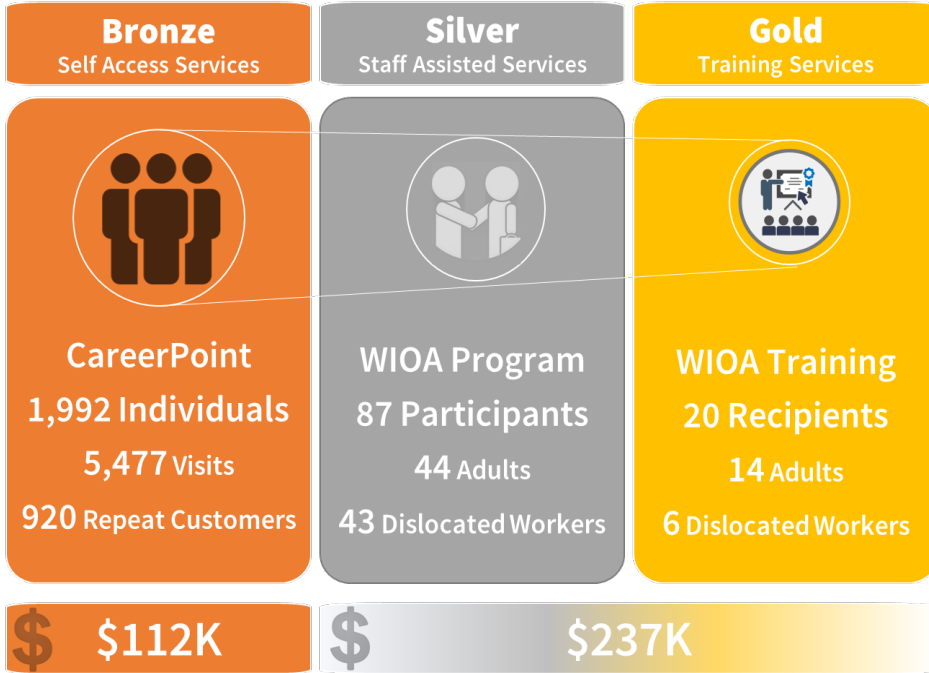 Bronze
Self Access Services
Silver
Staff Assisted Services
Gold
Training Services
CareerPoint
1,992 Individuals
5,477 Visits
920 Repeat Customers
WIOA Program
87 Participants
44 Adults
43 Dislocated Workers
WIOA Training
20 Recipients
14 Adults
6 Dislocated Workers
$ $112K
$ $237K